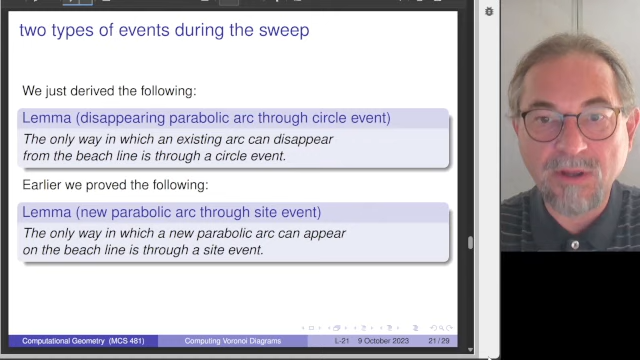 two types of events during the sweep
We just derived the following:
Lemma (disappearing parabolic arc through circle event)
The only way in which an existing arc can disappear
from the beach line is through a circle event.
Earlier we proved the following:
Lemma (new parabolic arc through site event)
The only way in which a new parabolic arc can appear
on the beach line is through a site event.
Computational Geometry (MCS 481)
Computing Voronoi Diagrams
L-21 9 October 2023 21 / 29